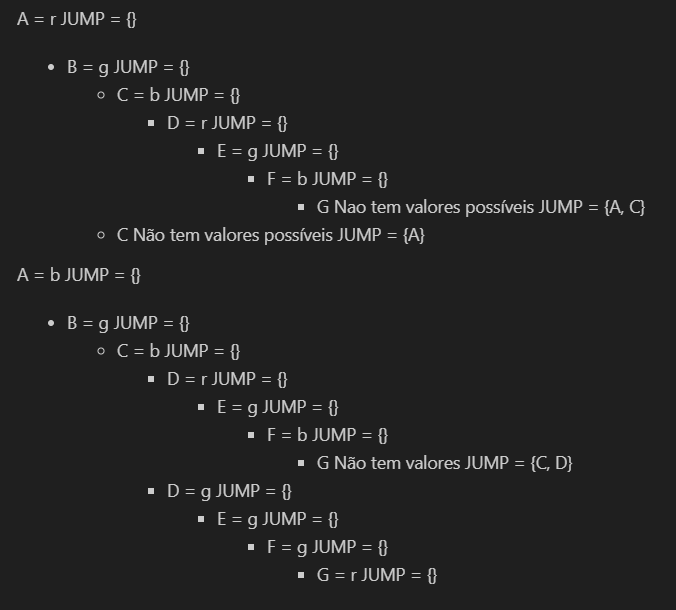 A = r JUMP = {}
B = g JUMP = {}
C = b JUMP = {}
D = r JUMP = {}
E = g JUMP = {}
F = b JUMP = {}
G Nao tem valores possíveis JUMP = {A, C}
C Não tem valores possíveis JUMP = {A}
A = b JUMP = {}
B = g JUMP = {}
C = b JUMP = {}
D = r JUMP = {}
E = g JUMP = {}
F = b JUMP = {}
G Não tem valores JUMP = {C, D}
D = g JUMP = {}
E = g JUMP = {}
F = g JUMP = {}
G = r JUMP = {}